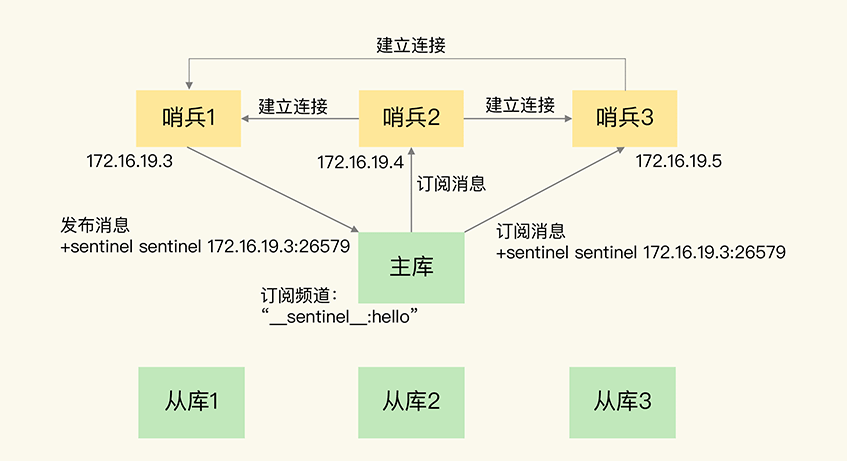 建立连接
哨兵1
建立连接
哨兵2
建立连接
哨兵3
172.16.19.3
172.16.19.4
172.16.19.5
订阅消息
发布消息
+sentinel sentinel 172.16.19.3:26579
订阅消息
+sentinel sentinel 172.16.19.3:26579
主库
订阅频道：
“__sentinel__:hello”
从库1
从库2
从库3